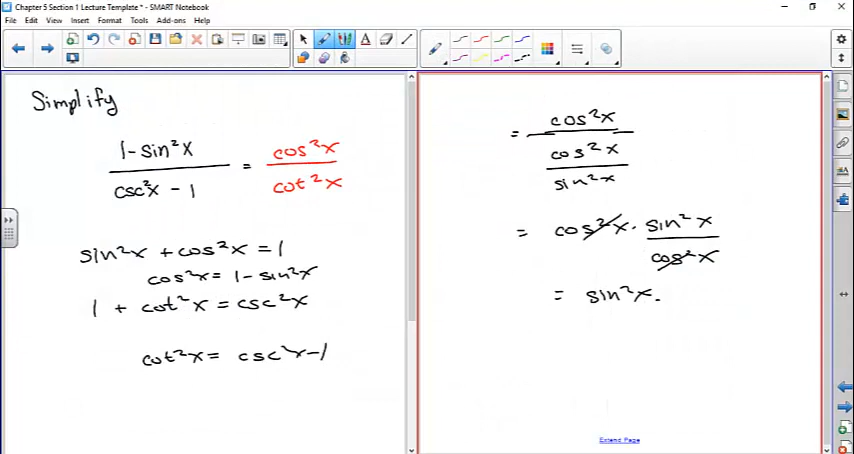 Chapter 5 Section 1 Lecture Template * - SMART Notebook
File Edit View Insert Format Tools Add-ons Help
Simplify
1-sin²x / csc²x - 1 = cos²x / cot²x
sin²x + cos²x = 1
cos²x = 1 - sin²x
1 + cot²x = csc²x
cot²x = csc²x-1
= cos²x / (cos²x / sin²x)
= cos²x · sin²x / cos²x
= sin²x.
Extend Page